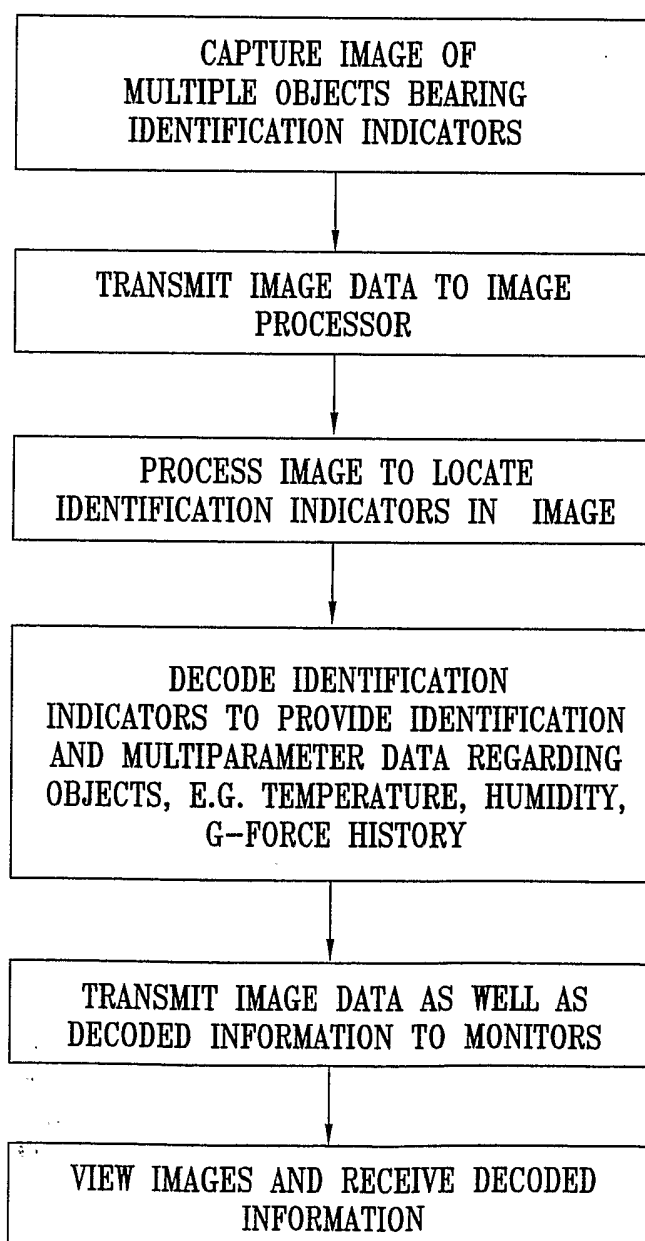 CAPTURE IMAGE OF
MULTIPLE OBJECTS BEARING
IDENTIFICATION INDICATORS
TRANSMIT IMAGE DATA TO IMAGE
PROCESSOR
PROCESS IMAGE TO LOCATE
IDENTIFICATION INDICATORS IN IMAGE
DECODE IDENTIFICATION
INDICATORS TO PROVIDE IDENTIFICATION
AND MULTIPARAMETER DATA REGARDING
OBJECTS, E.G. TEMPERATURE, HUMIDITY,
G-FORCE HISTORY
TRANSMIT IMAGE DATA AS WELL AS
DECODED INFORMATION TO MONITORS
VIEW IMAGES AND RECEIVE DECODED
INFORMATION